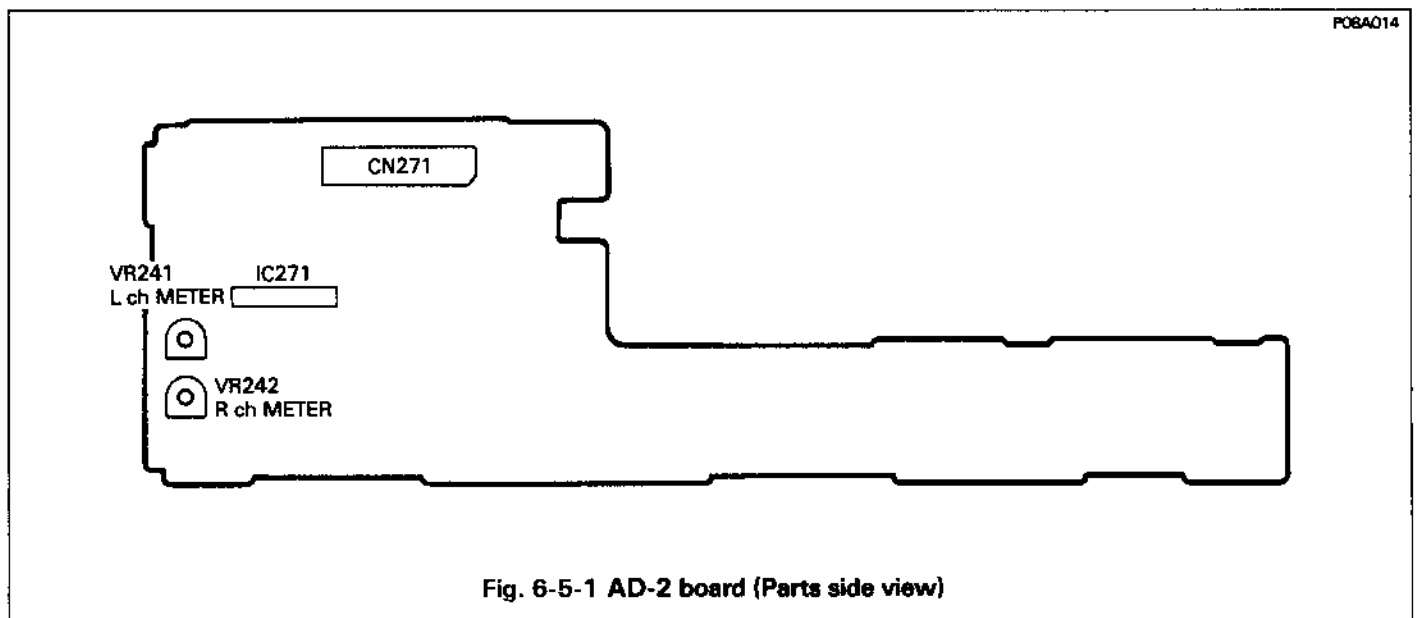 P08A014
CN271
VR241
L ch METER
IC271
VR242
R ch METER
Fig. 6-5-1 AD-2 board (Parts side view)